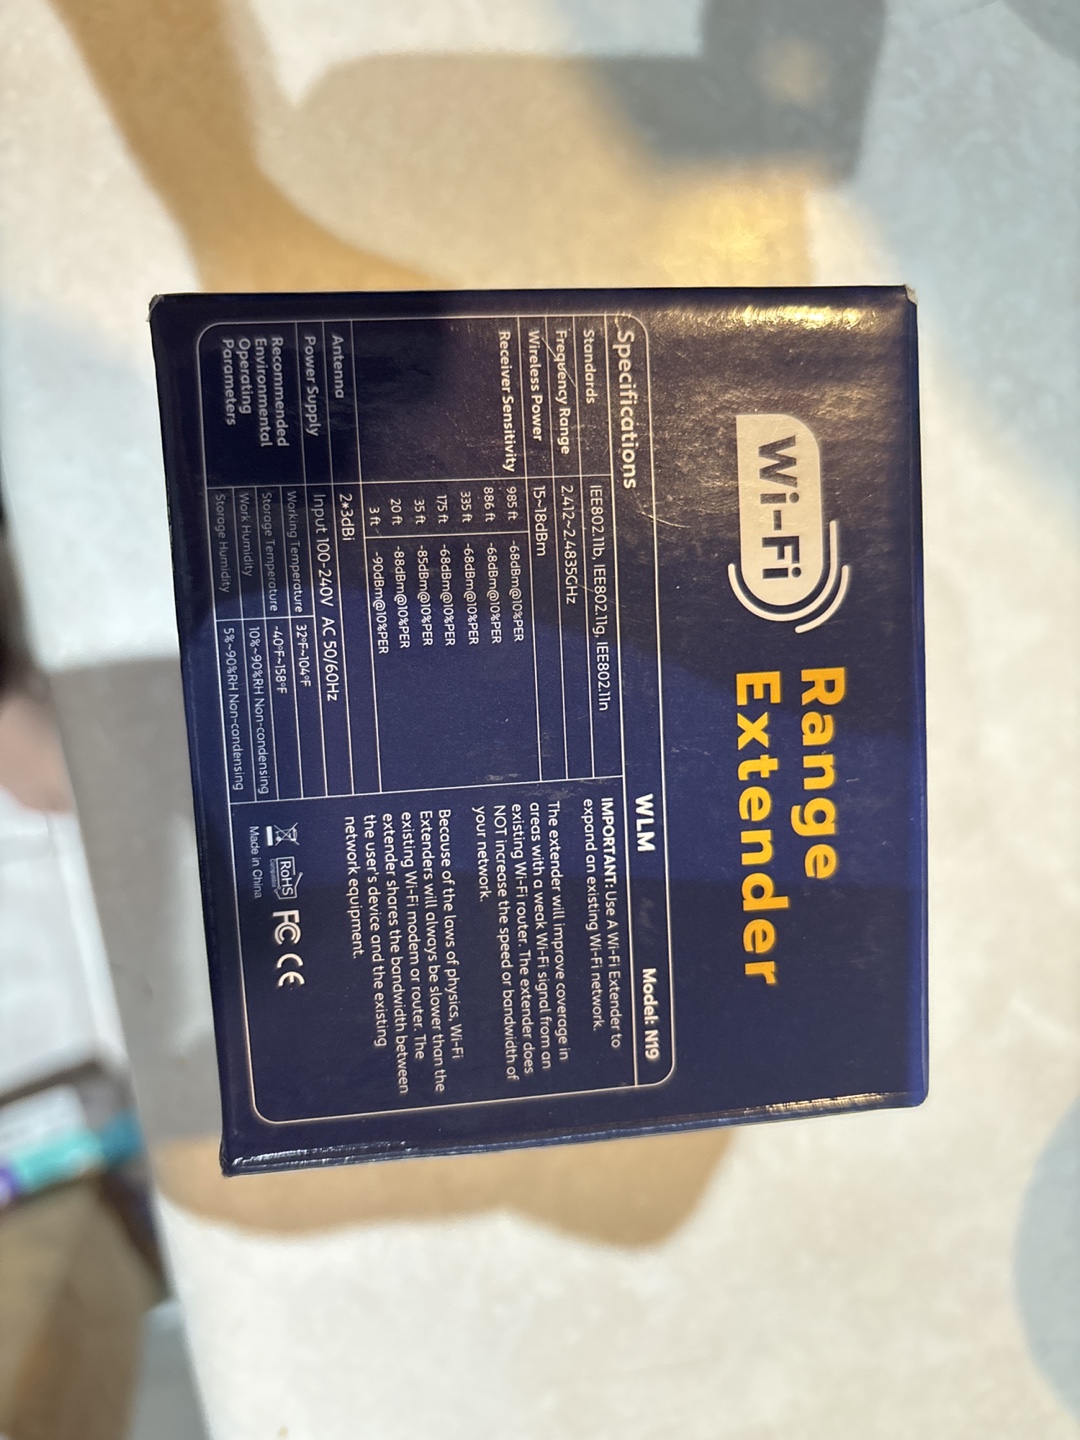 Wi-Fi
Range
Extender
Specifications
WLM
Model: N19
Standards
IEE802.11b, IEE802.11g, IEE802.11n
Frequency Range
2.412~2.4835GHz
Wireless Power
15~18dBm
Receiver Sensitivity
985 ft -68dBm@10%PER
886 ft -68dBm@10%PER
335 ft -68dBm@10%PER
175 ft -68dBm@10%PER
35 ft -85dBm@10%PER
20 ft -88dBm@10%PER
3 ft -90dBm@10%PER
Antenna
2*3dBi
Power Supply
Input 100-240V AC 50/60Hz
Recommended
Environmental
Operating
Parameters
Working Temperature 32°F~104°F
Storage Temperature -40°F~158°F
Work Humidity 10%~90%RH Non-condensing
Storage Humidity 5%~90%RH Non-condensing
IMPORTANT: Use A Wi-Fi Extender to
expand an existing Wi-Fi network.
The extender will improve coverage in
areas with a weak Wi-Fi signal from an
existing Wi-Fi router. The extender does
NOT increase the speed or bandwidth of
your network.
Because of the laws of physics, Wi-Fi
Extenders will always be slower than the
existing Wi-Fi modem or router. The
extender shares the bandwidth between
the user's device and the existing
network equipment.
RoHS
FC CE
Made in China